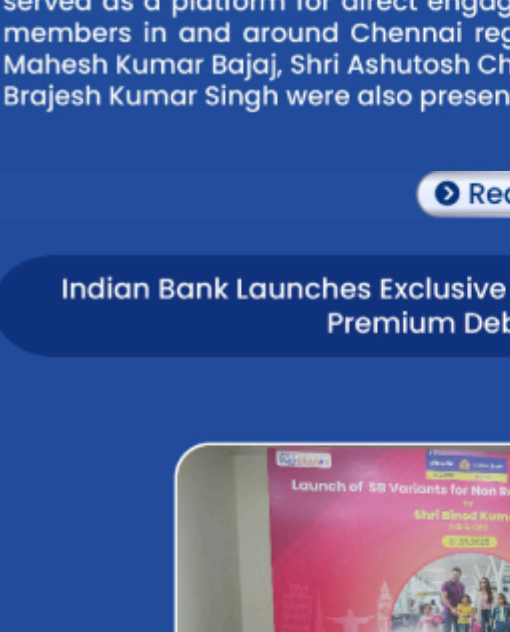 served as a platform for direct engag
members in and around Chennai reg
Mahesh Kumar Bajaj, Shri Ashutosh Ch
Brajesh Kumar Singh were also presen
Rea
Indian Bank Launches Exclusive
Premium Deb
Launch of SB Variants for Non R
by
Shri Binod Kum
MD & CEO